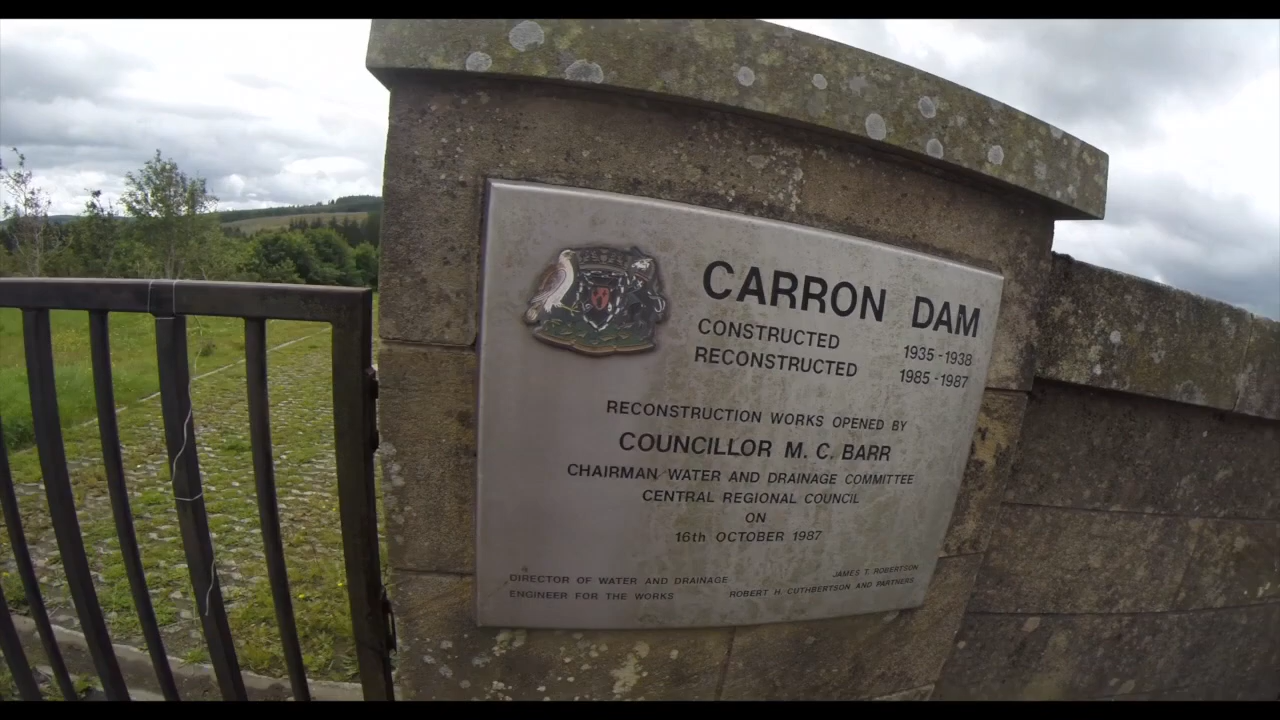 CARRON DAM
CONSTRUCTED 1935-1938
RECONSTRUCTED 1985-1987
RECONSTRUCTION WORKS OPENED BY
COUNCILLOR M. C. BARR
CHAIRMAN WATER AND DRAINAGE COMMITTEE
CENTRAL REGIONAL COUNCIL
ON
16th OCTOBER 1987
DIRECTOR OF WATER AND DRAINAGE JAMES T. ROBERTSON
ENGINEER FOR THE WORKS ROBERT H. CUTHBERTSON AND PARTNERS